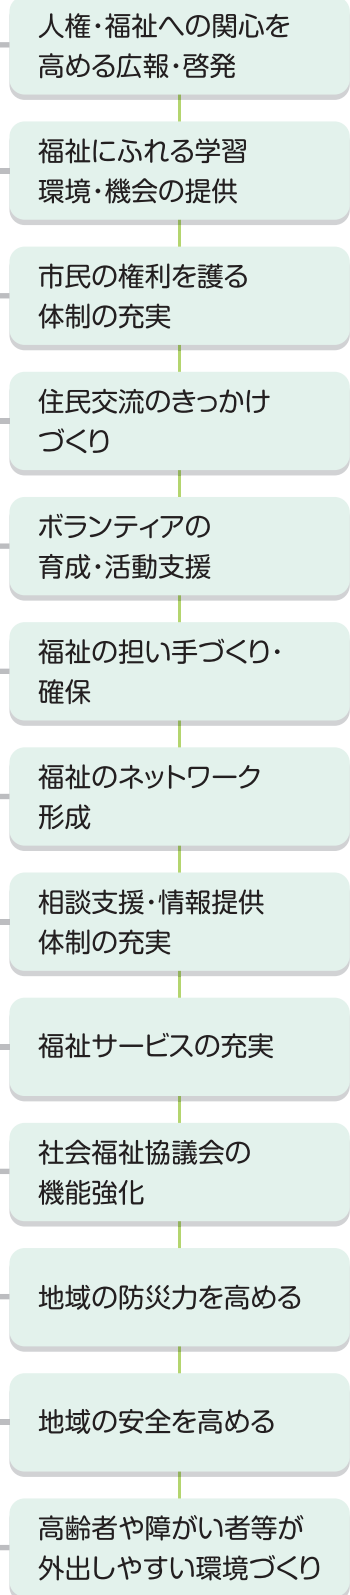 人権・福祉への関心を
高める広報・啓発
福祉にふれる学習
環境・機会の提供
市民の権利を護る
体制の充実
住民交流のきっかけ
づくり
ボランティアの
育成・活動支援
福祉の担い手づくり・
確保
福祉のネットワーク
形成
相談支援・情報提供
体制の充実
福祉サービスの充実
社会福祉協議会の
機能強化
地域の防災力を高める
地域の安全を高める
高齢者や障がい者等が
外出しやすい環境づくり